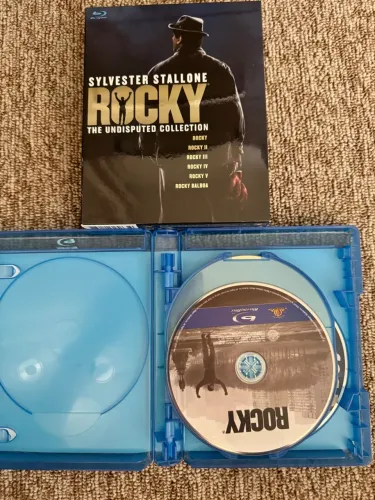 SYLVESTER STALLONE
ROCKY
THE UNDISPUTED COLLECTION
ROCKY
ROCKY II
ROCKY III
ROCKY IV
ROCKY V
ROCKY BALBOA
ROCKY